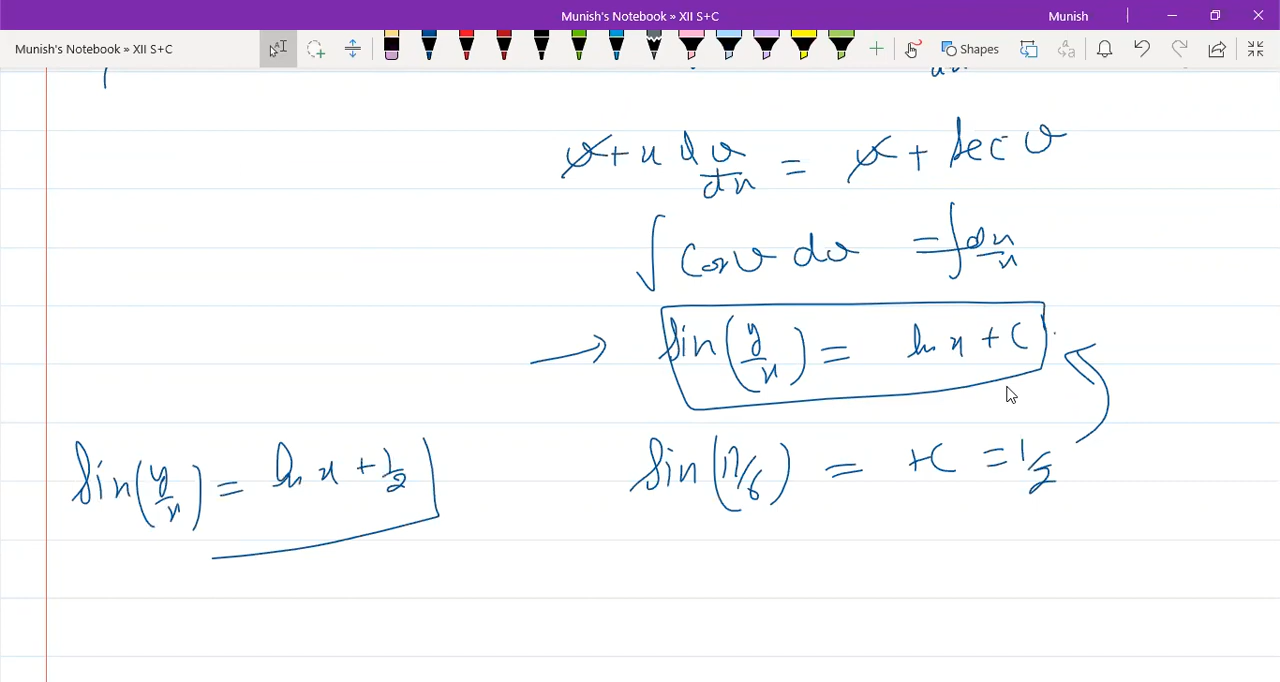 Munish's Notebook » XII S+C
Munish
Munish's Notebook » XII S+C
Shapes
v + x dv/dx = v + sec v
∫ cos v dv = ∫ dx/x
→ sin(y/x) = ln x + C
sin(π/6) = +C = 1/2
sin(y/x) = ln x + 1/2